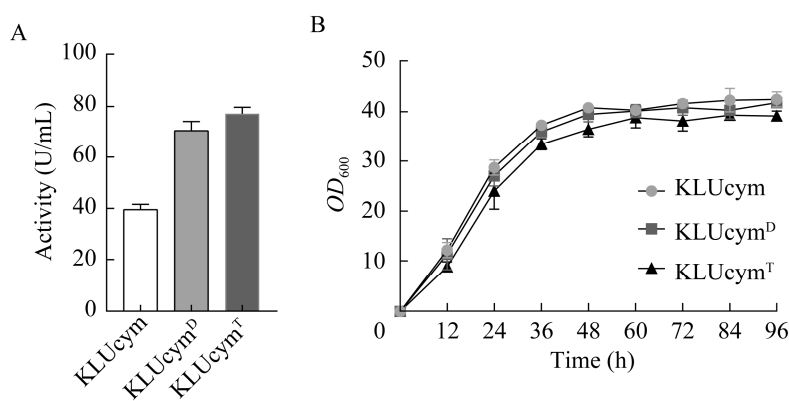 A
Activity (U/mL)
100
80
60
40
20
0
KLUcym
KLUcymᴰ
KLUcymᵀ
B
OD₆₀₀
50
40
30
20
10
0
12 24 36 48 60 72 84 96
Time (h)
KLUcym
KLUcymᴰ
KLUcymᵀ